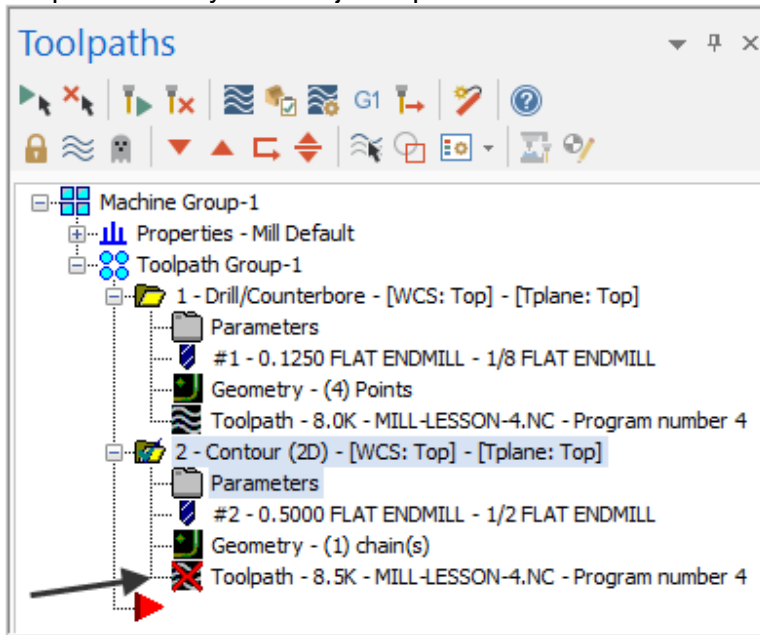 Toolpaths
G1
Machine Group-1
Properties - Mill Default
Toolpath Group-1
1 - Drill/Counterbore - [WCS: Top] - [Tplane: Top]
Parameters
#1 - 0.1250 FLAT ENDMILL - 1/8 FLAT ENDMILL
Geometry - (4) Points
Toolpath - 8.0K - MILL-LESSON-4.NC - Program number 4
2 - Contour (2D) - [WCS: Top] - [Tplane: Top]
Parameters
#2 - 0.5000 FLAT ENDMILL - 1/2 FLAT ENDMILL
Geometry - (1) chain(s)
Toolpath - 8.5K - MILL-LESSON-4.NC - Program number 4